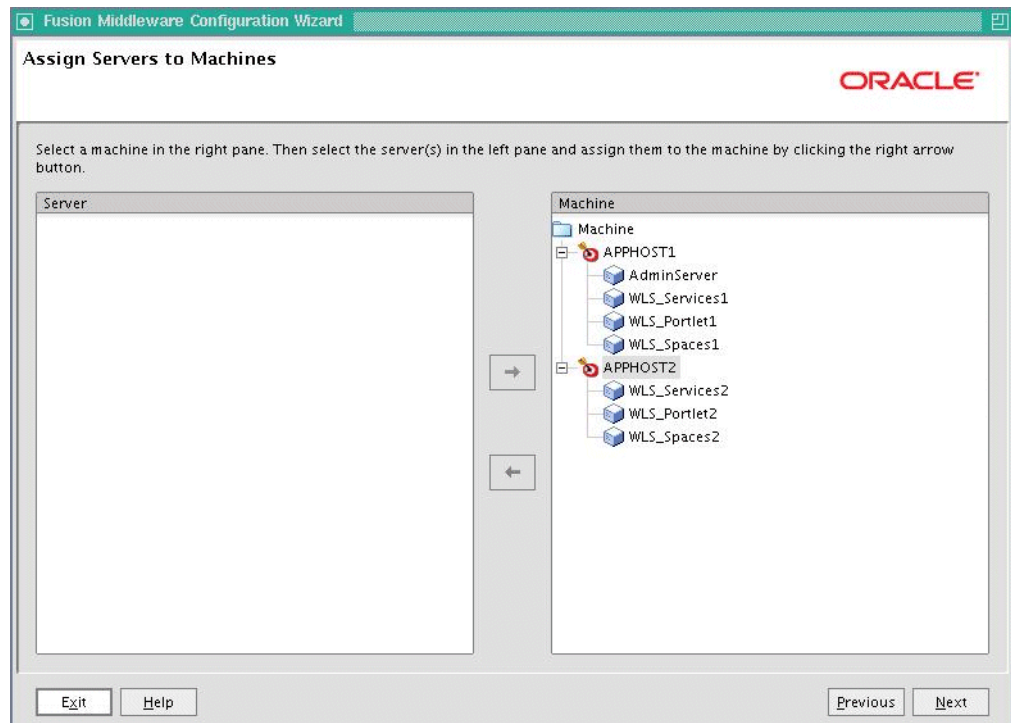 Fusion Middleware Configuration Wizard
Assign Servers to Machines
ORACLE
Select a machine in the right pane. Then select the server(s) in the left pane and assign them to the machine by clicking the right arrow
button.
Server
Machine
Machine
APPHOST1
AdminServer
WLS_Services1
WLS_Portlet1
WLS_Spaces1
APPHOST2
WLS_Services2
WLS_Portlet2
WLS_Spaces2
Exit
Help
Previous
Next